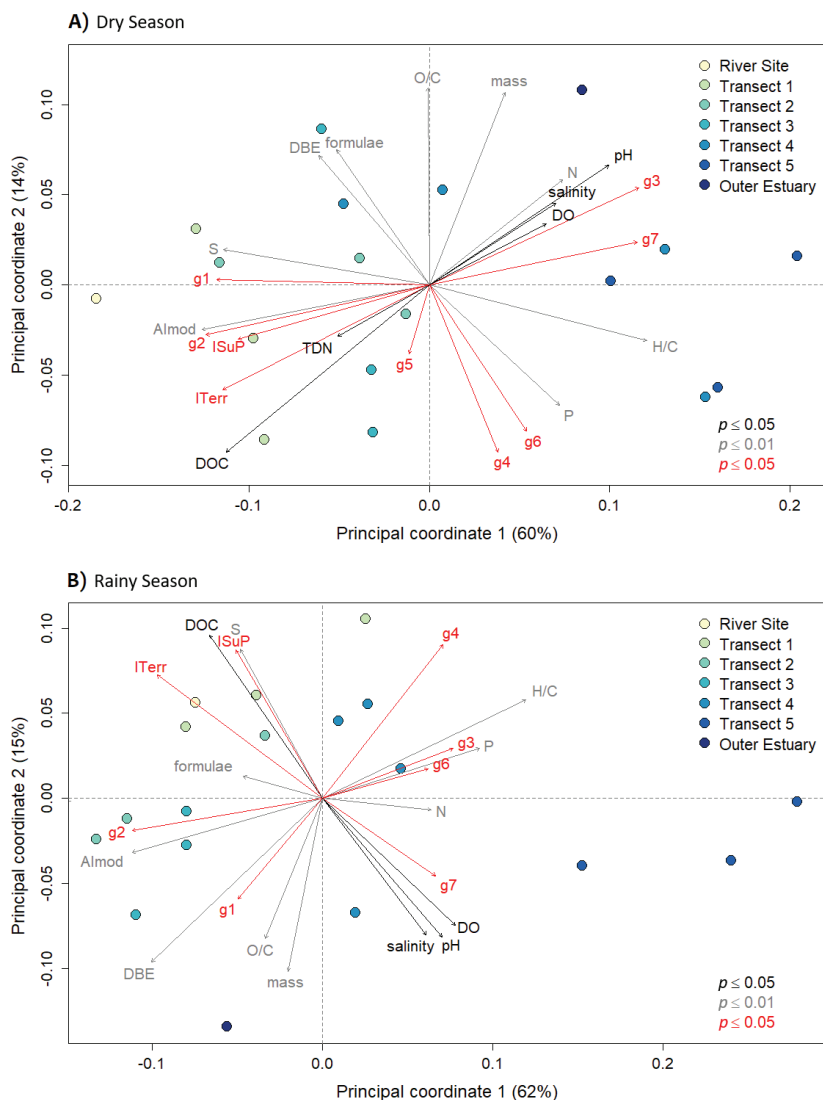 A) Dry Season
River Site
Transect 1
Transect 2
Transect 3
Transect 4
Transect 5
Outer Estuary
O/C
mass
formulae
DBE
pH
N
g3
salinity
DO
g7
S
g1
AImod
g2
ISuP
TDN
g5
H/C
ITerr
P
g6
g4
DOC
p ≤ 0.05
p ≤ 0.01
p ≤ 0.05
0.10
0.05
0.00
-0.05
-0.10
Principal coordinate 2 (14%)
-0.2
-0.1
0.0
0.1
0.2
Principal coordinate 1 (60%)
B) Rainy Season
River Site
Transect 1
Transect 2
Transect 3
Transect 4
Transect 5
Outer Estuary
DOC
S
ISuP
g4
ITerr
H/C
g3
P
g6
formulae
N
g2
AImod
g7
g1
DO
O/C
salinity
pH
DBE
mass
p ≤ 0.05
p ≤ 0.01
p ≤ 0.05
0.10
0.05
0.00
-0.05
-0.10
Principal coordinate 2 (15%)
-0.1
0.0
0.1
0.2
Principal coordinate 1 (62%)